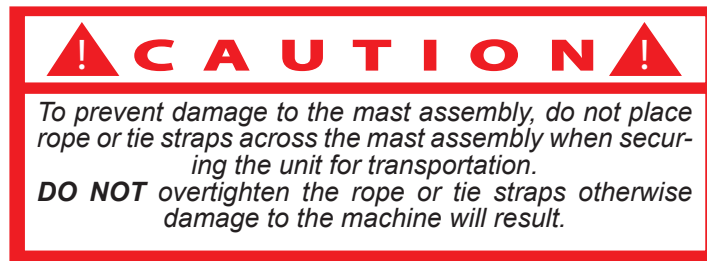 ! CAUTION !
To prevent damage to the mast assembly, do not place
rope or tie straps across the mast assembly when secur-
ing the unit for transportation.
DO NOT overtighten the rope or tie straps otherwise
damage to the machine will result.